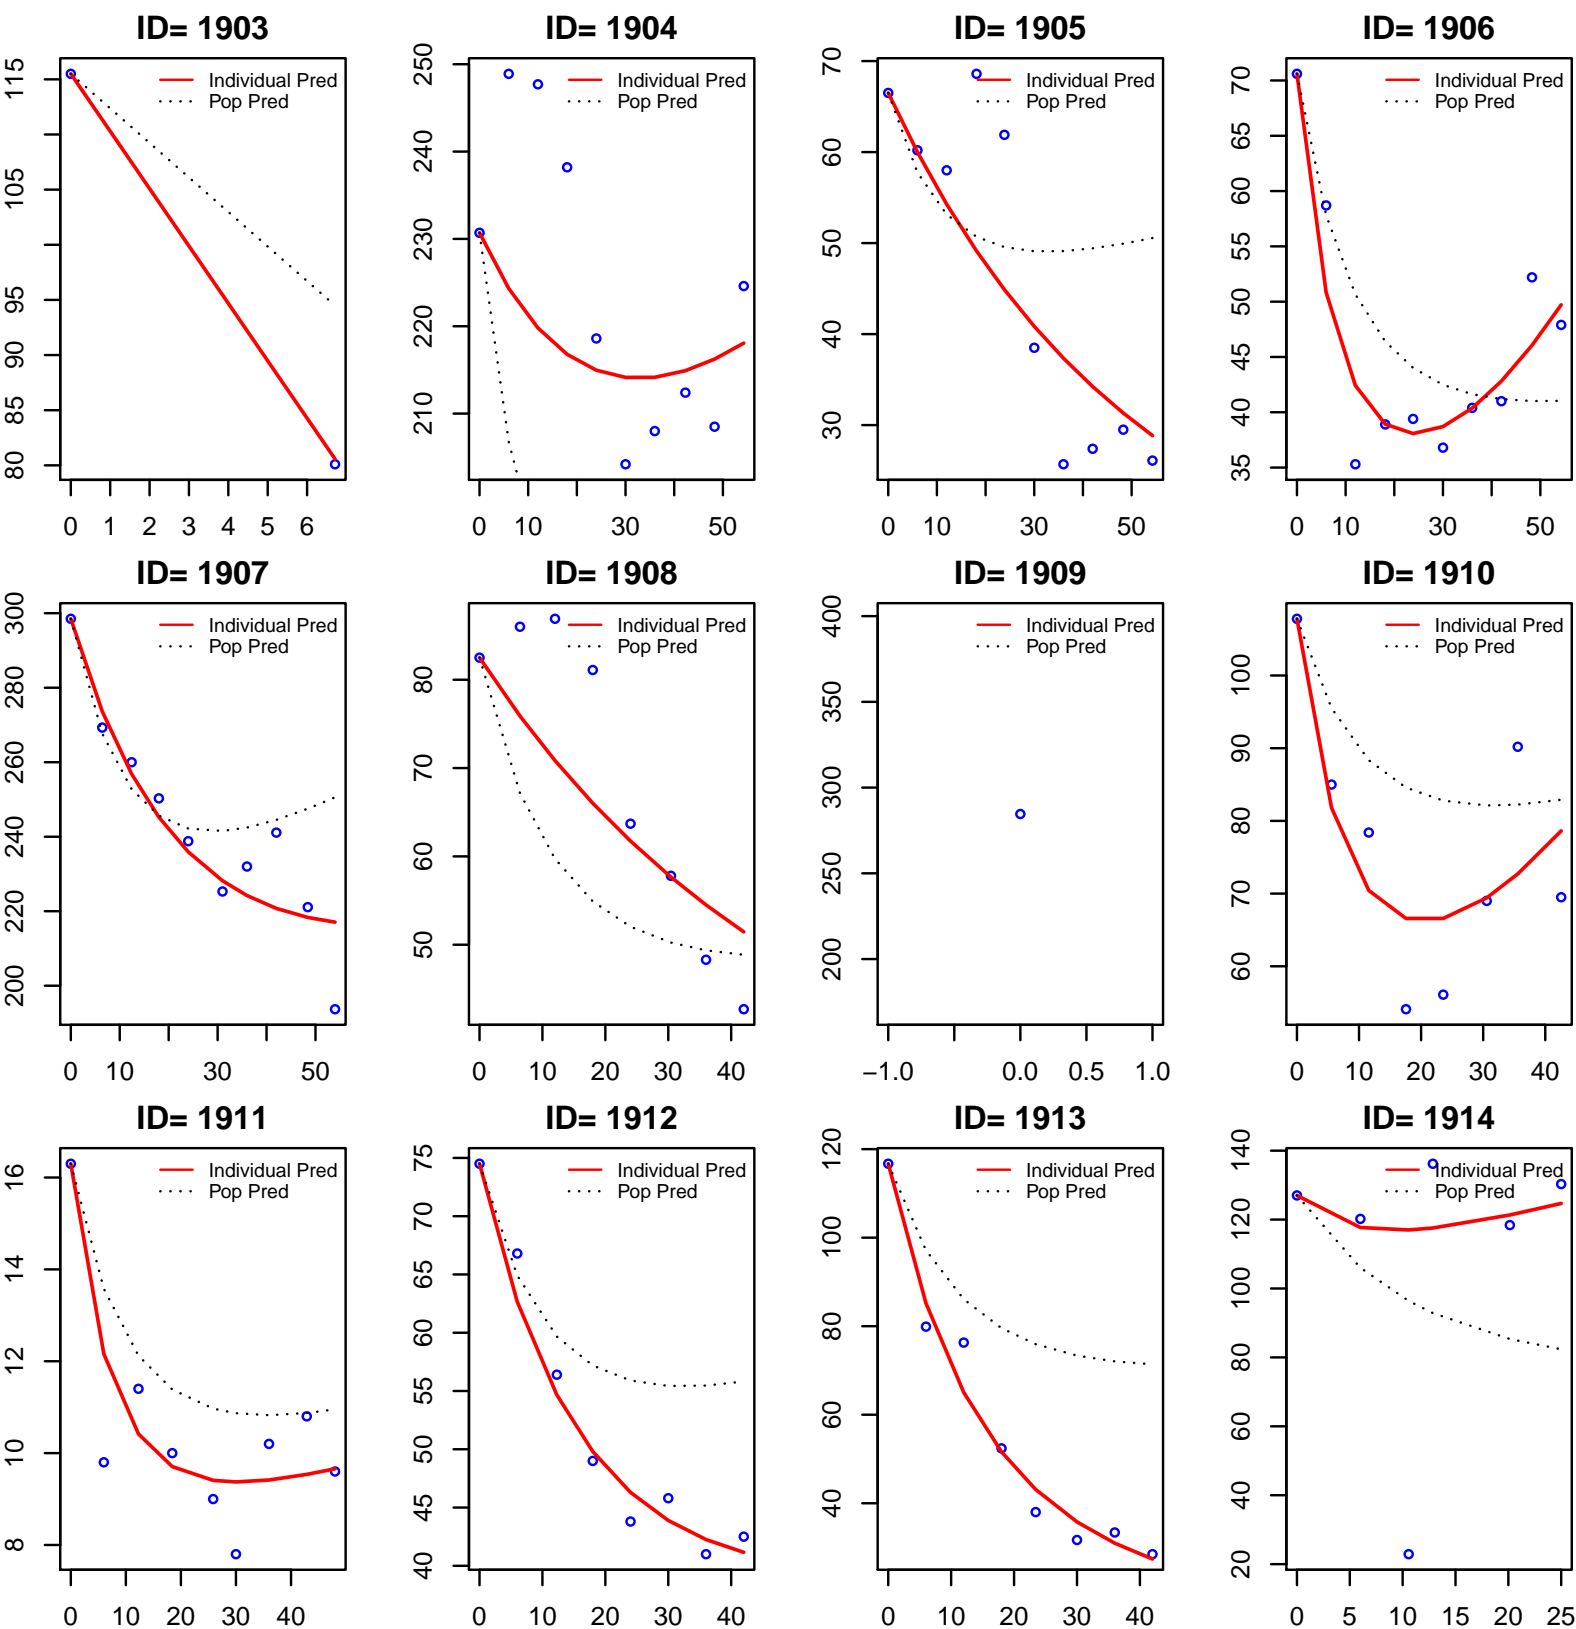 ID= 1903
Individual Pred
Pop Pred
80 85 90 95 105 115
0 1 2 3 4 5 6
ID= 1904
Individual Pred
Pop Pred
210 220 230 240 250
0 10 30 50
ID= 1905
Individual Pred
Pop Pred
30 40 50 60 70
0 10 30 50
ID= 1906
Individual Pred
Pop Pred
35 40 45 50 55 60 65 70
0 10 30 50
ID= 1907
Individual Pred
Pop Pred
200 220 240 260 280 300
0 10 30 50
ID= 1908
Individual Pred
Pop Pred
50 60 70 80
0 10 20 30 40
ID= 1909
Individual Pred
Pop Pred
200 250 300 350 400
−1.0 0.0 0.5 1.0
ID= 1910
Individual Pred
Pop Pred
60 70 80 90 100
0 10 20 30 40
ID= 1911
Individual Pred
Pop Pred
8 10 12 14 16
0 10 20 30 40
ID= 1912
Individual Pred
Pop Pred
40 45 50 55 60 65 70 75
0 10 20 30 40
ID= 1913
Individual Pred
Pop Pred
40 60 80 100 120
0 10 20 30 40
ID= 1914
Individual Pred
Pop Pred
20 40 60 80 100 120 140
0 5 10 15 20 25